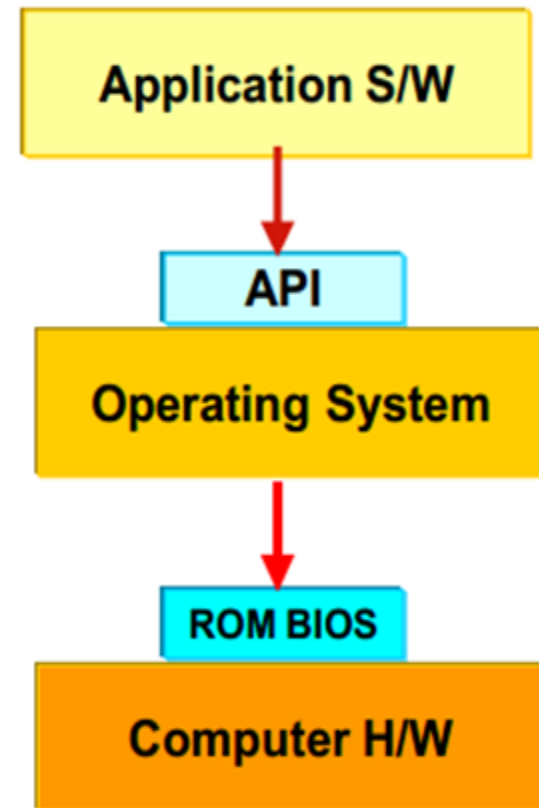 Application S/W
API
Operating System
ROM BIOS
Computer H/W